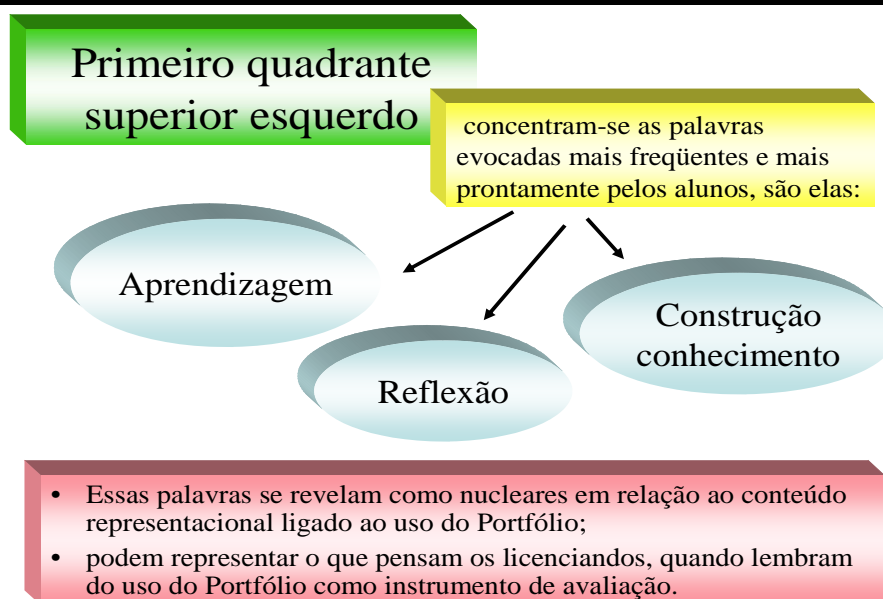 Primeiro quadrante
superior esquerdo
concentram-se as palavras
evocadas mais freqüentes e mais
prontamente pelos alunos, são elas:
Aprendizagem
Reflexão
Construção
conhecimento
• Essas palavras se revelam como nucleares em relação ao conteúdo
representacional ligado ao uso do Portfólio;
• podem representar o que pensam os licenciandos, quando lembram
do uso do Portfólio como instrumento de avaliação.